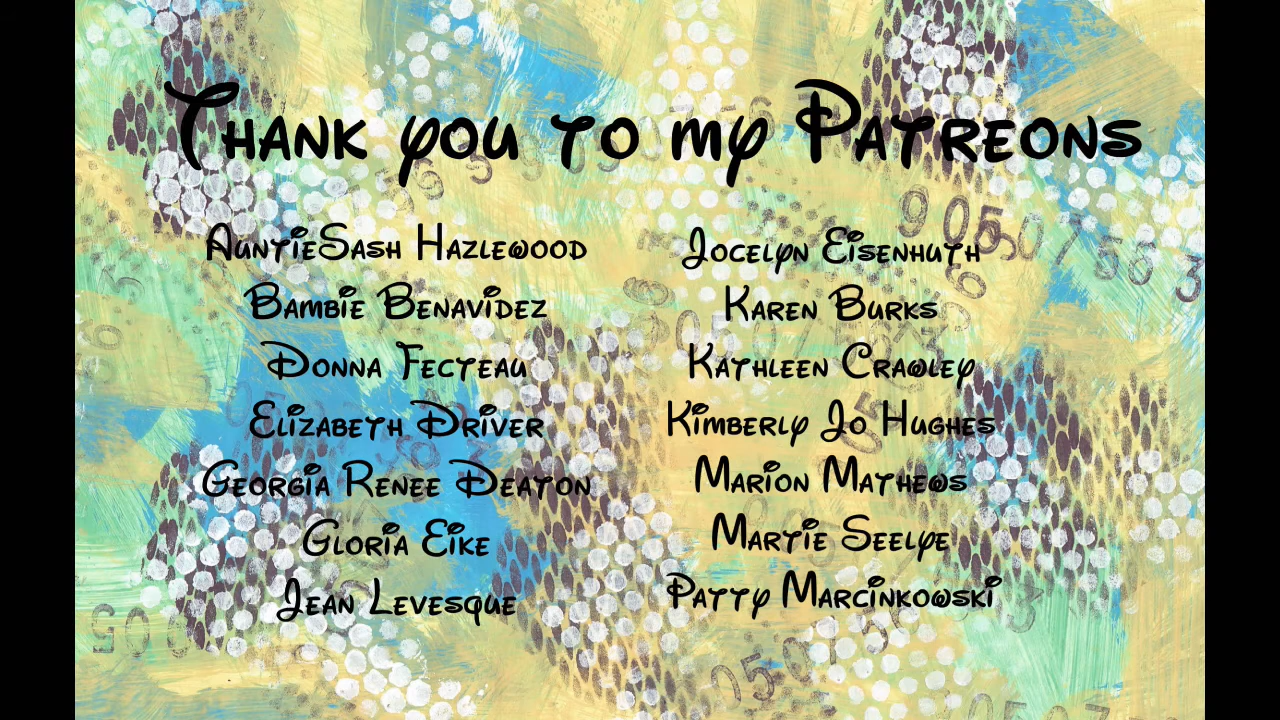 Thank you to my Patreons
AuntieSash Hazlewood
Bambie Benavidez
Donna Fecteau
Elizabeth Driver
Georgia Renee Deaton
Gloria Eike
Jean Levesque
Jocelyn Eisenhuth
Karen Burks
Kathleen Crawley
Kimberly Jo Hughes
Marion Mathews
Martie Seelye
Patty Marcinkowski